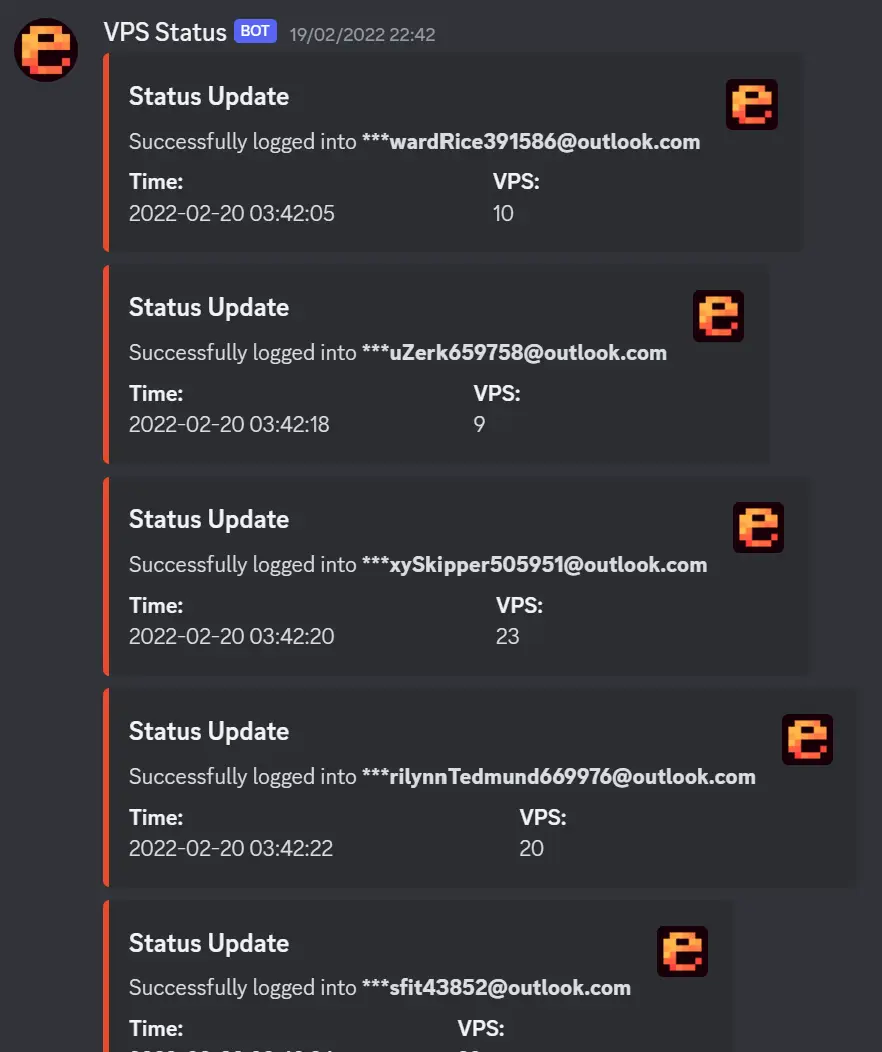 VPS Status BOT 19/02/2022 22:42
Status Update
Successfully logged into ***wardRice391586@outlook.com
Time: VPS:
2022-02-20 03:42:05 10
Status Update
Successfully logged into ***uZerk659758@outlook.com
Time: VPS:
2022-02-20 03:42:18 9
Status Update
Successfully logged into ***xySkipper505951@outlook.com
Time: VPS:
2022-02-20 03:42:20 23
Status Update
Successfully logged into ***rilynnTedmund669976@outlook.com
Time: VPS:
2022-02-20 03:42:22 20
Status Update
Successfully logged into ***sfit43852@outlook.com
Time: VPS: